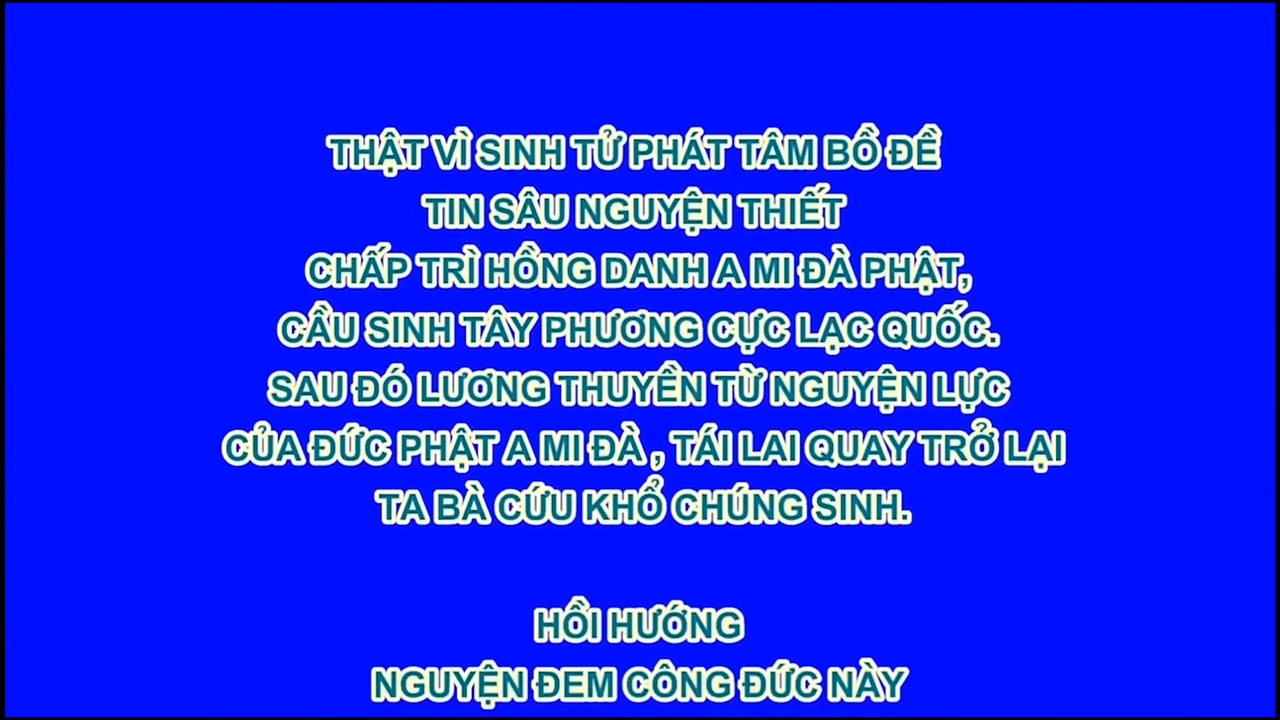 THẬT VÌ SINH TỬ PHÁT TÂM BỒ ĐỀ
TIN SÂU NGUYỆN THIẾT
CHẤP TRÌ HỒNG DANH A MI ĐÀ PHẬT,
CẦU SINH TÂY PHƯƠNG CỰC LẠC QUỐC.
SAU ĐÓ LƯƠNG THUYỀN TỪ NGUYỆN LỰC
CỦA ĐỨC PHẬT A MI ĐÀ , TÁI LAI QUAY TRỞ LẠI
TA BÀ CỨU KHỔ CHÚNG SINH.
HỒI HƯỚNG
NGUYỆN ĐEM CÔNG ĐỨC NÀY